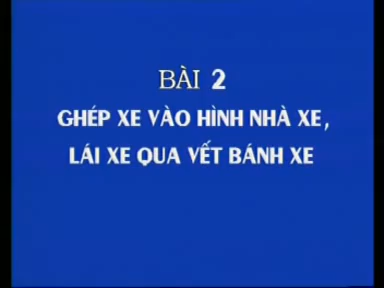 BÀI 2
GHÉP XE VÀO HÌNH NHÀ XE,
LÁI XE QUA VẾT BÁNH XE